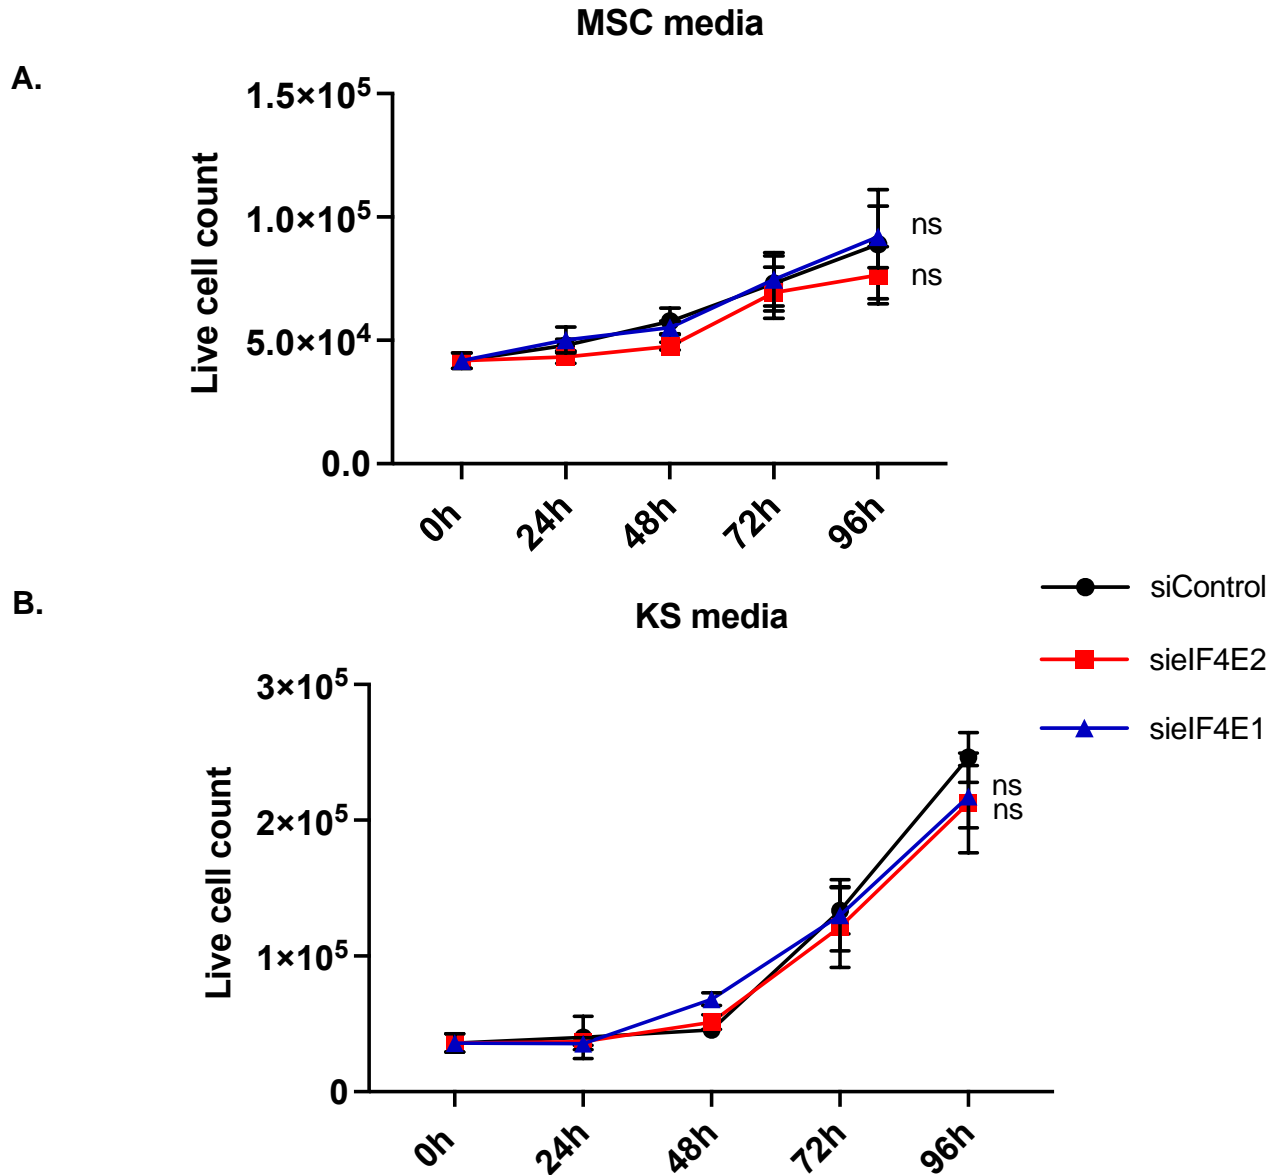 MSC media
A.
Live cell count
1.5×10⁵
1.0×10⁵
5.0×10⁴
0.0
0h
24h
48h
72h
96h
ns
ns
siControl
sieIF4E2
sieIF4E1
B.
KS media
Live cell count
3×10⁵
2×10⁵
1×10⁵
0
0h
24h
48h
72h
96h
ns
ns